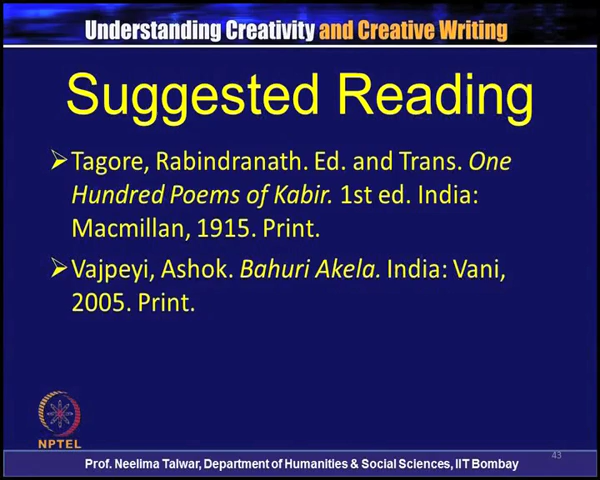 Understanding Creativity and Creative Writing
Suggested Reading
➢Tagore, Rabindranath. Ed. and Trans. One
Hundred Poems of Kabir. 1st ed. India:
Macmillan, 1915. Print.
➢Vajpeyi, Ashok. Bahuri Akela. India: Vani,
2005. Print.
NPTEL
43
Prof. Neelima Talwar, Department of Humanities & Social Sciences, IIT Bombay